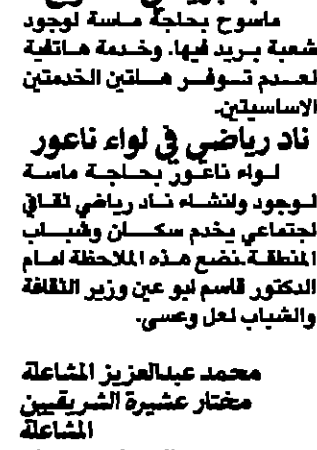 ماسوح بحاجة ماسة لوجود
شعبة بريد فيها، وخدمة هاتفية
لعدم توفر هاتين الخدمتين
الاساسيتين.
ناد رياضي في لواء ناعور
لواء ناعور بحاجة ماسة
لوجود وانشاء ناد رياضي ثقافي
اجتماعي يخدم سكان وشباب
المنطقة. نضع هذه الملاحظة امام
الدكتور قاسم ابو عين وزير الثقافة
والشباب لعل وعسى.
محمد عبدالعزيز المشاعلة
مختار عشيرة الشريقيين
المشاعلة